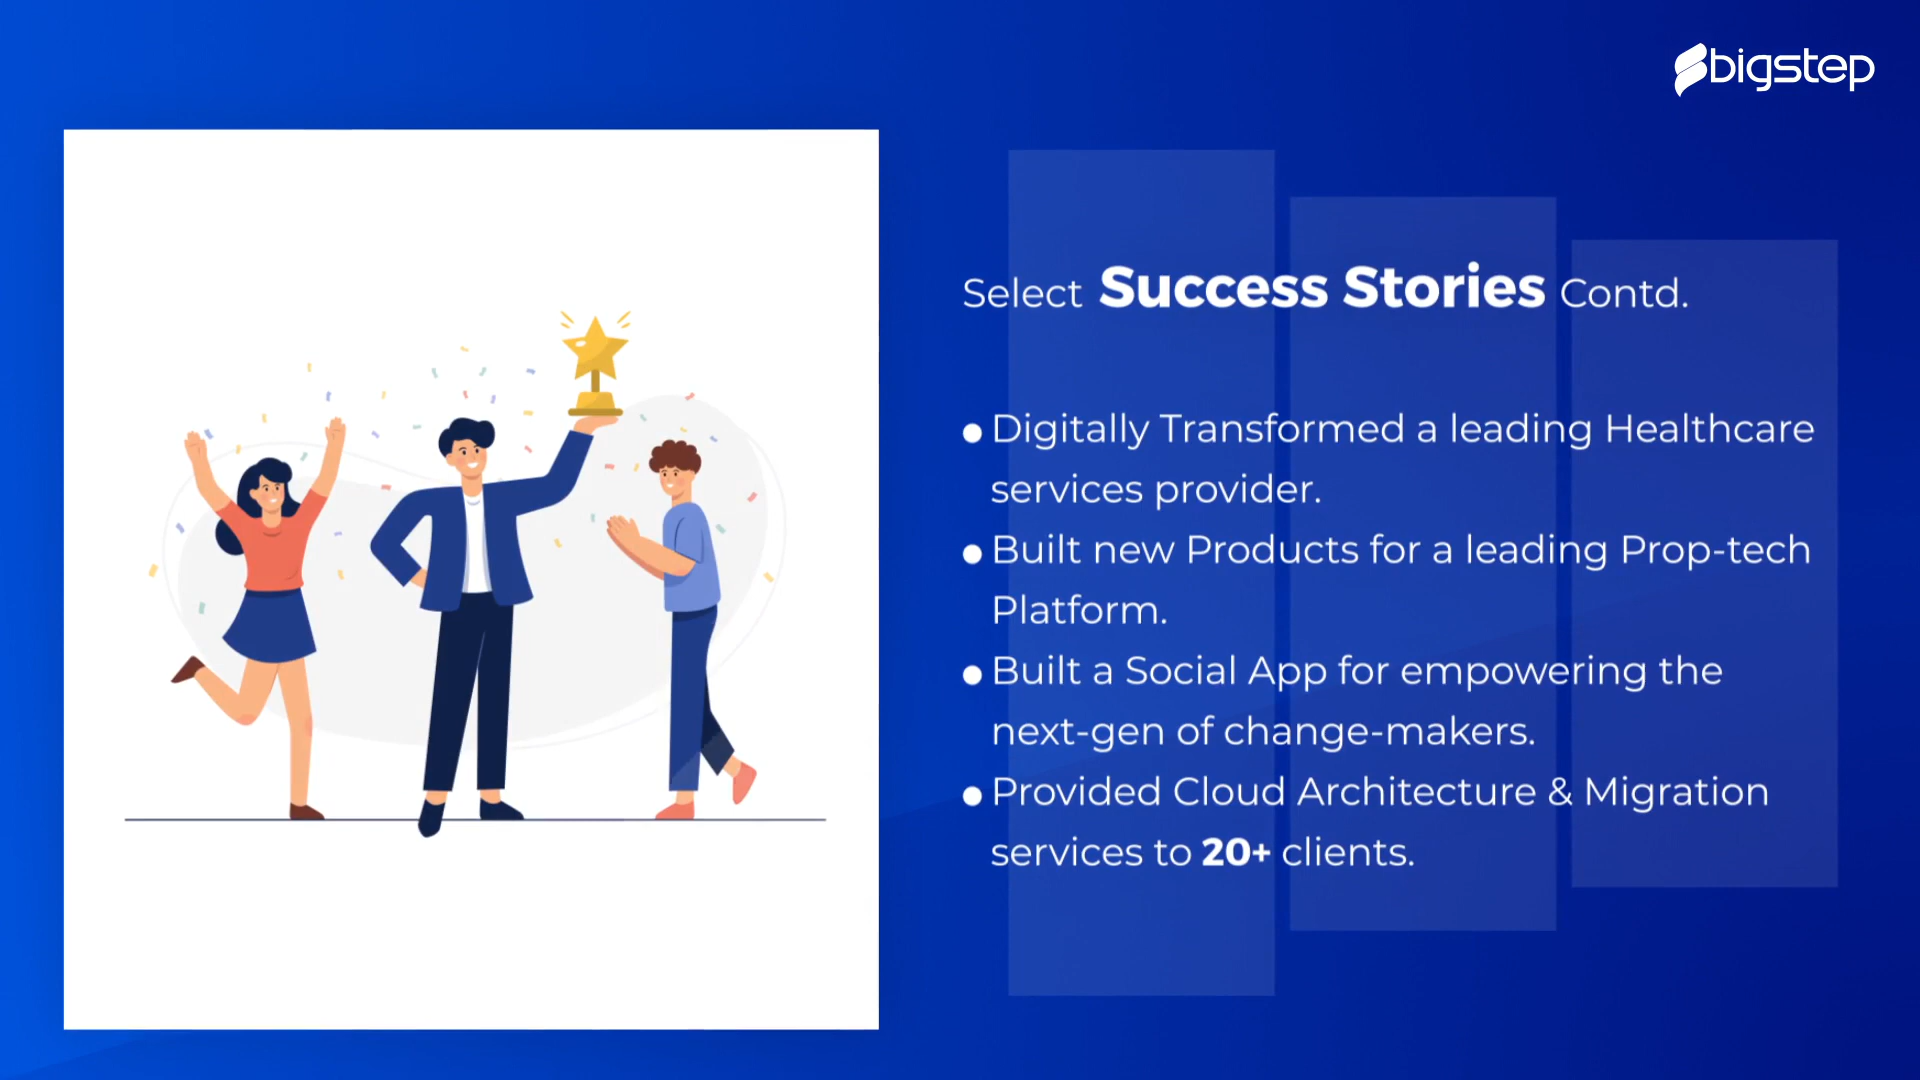 bigstep
Select Success Stories Contd.
● Digitally Transformed a leading Healthcare
services provider.
● Built new Products for a leading Prop-tech
Platform.
● Built a Social App for empowering the
next-gen of change-makers.
● Provided Cloud Architecture & Migration
services to 20+ clients.